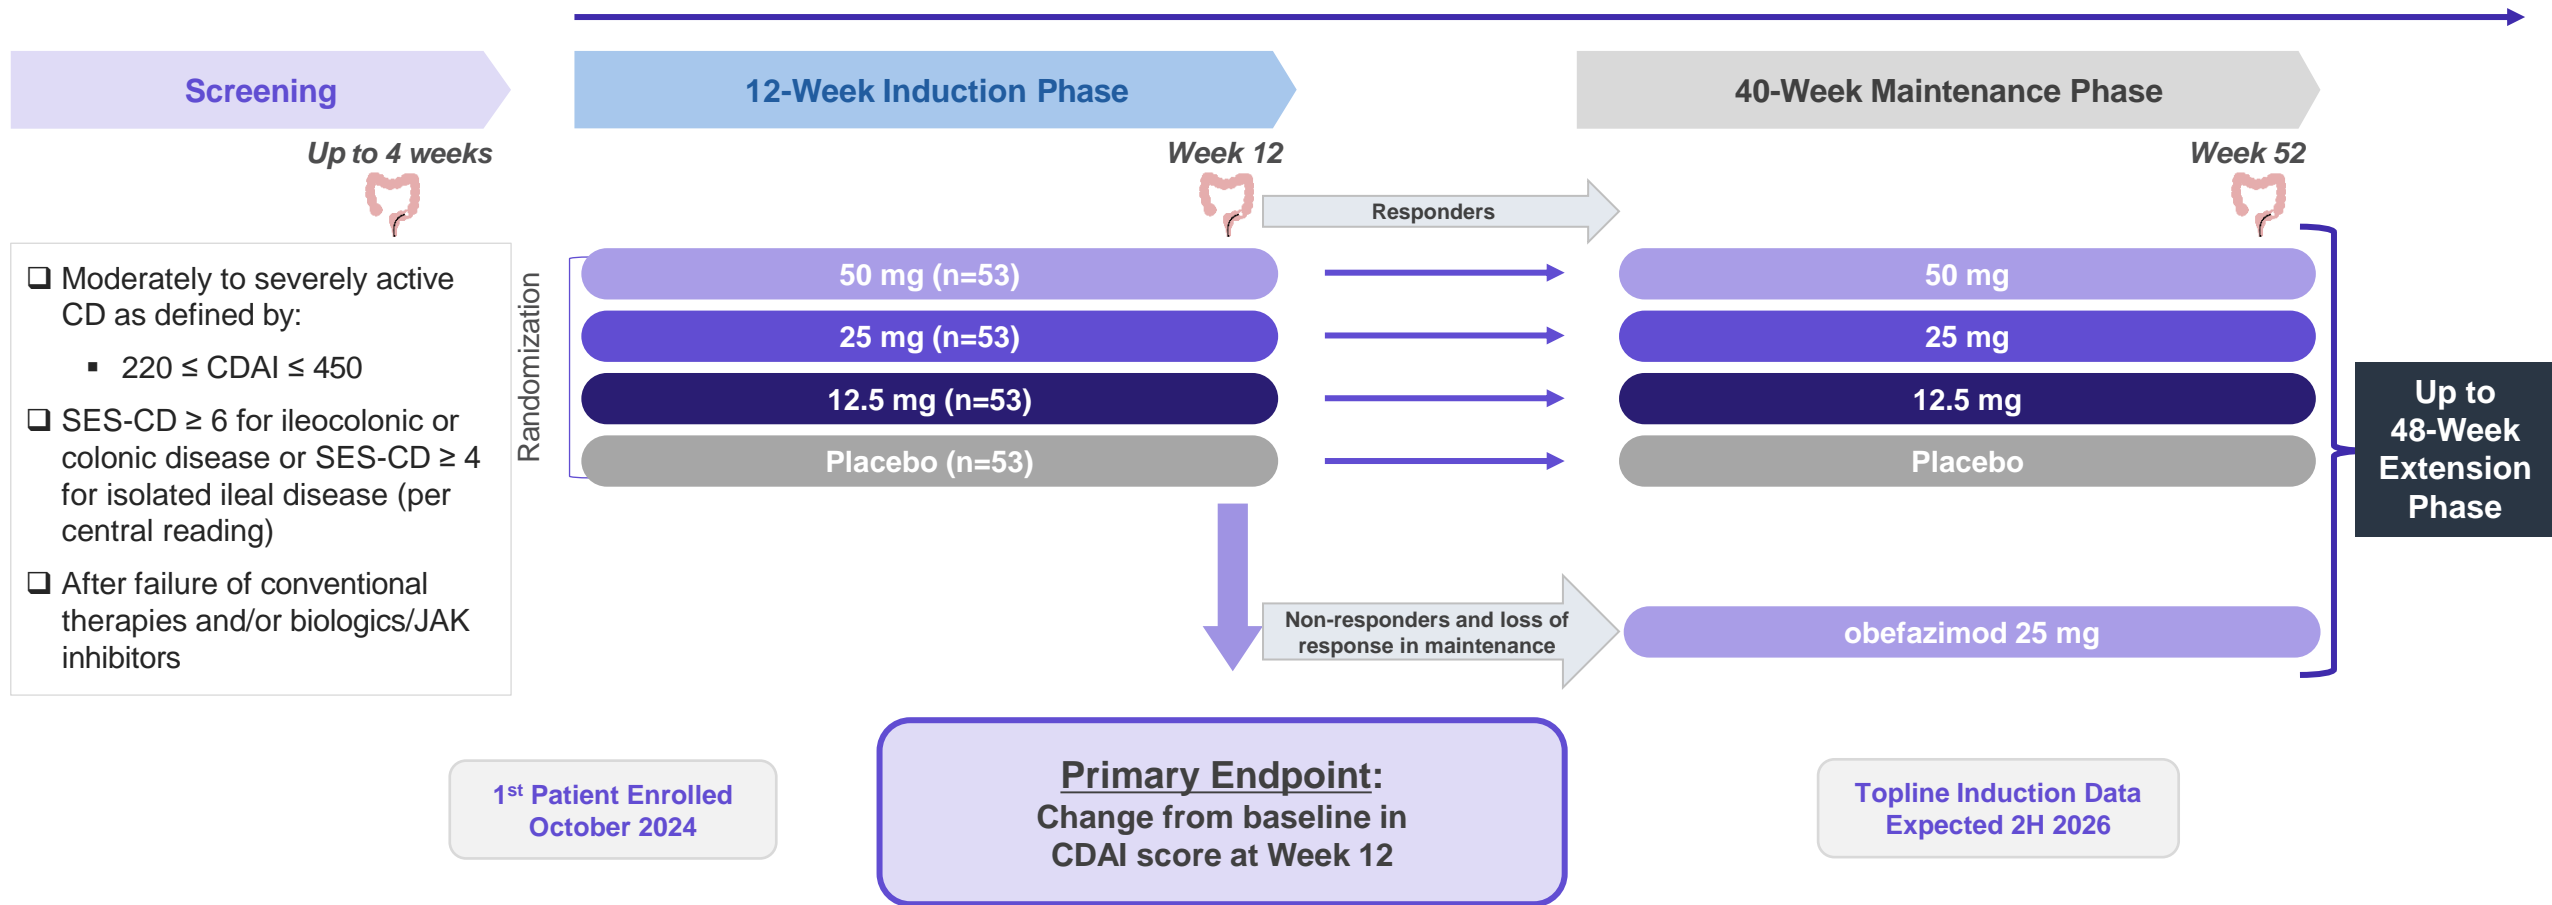 Screening
12-Week Induction Phase
40-Week Maintenance Phase
Up to 4 weeks
Week 12
Week 52
Responders
❑ Moderately to severely active
CD as defined by:
▪ 220 ≤ CDAI ≤ 450
❑ SES-CD ≥ 6 for ileocolonic or
colonic disease or SES-CD ≥ 4
for isolated ileal disease (per
central reading)
❑ After failure of conventional
therapies and/or biologics/JAK
inhibitors
Randomization
50 mg (n=53)
25 mg (n=53)
12.5 mg (n=53)
Placebo (n=53)
50 mg
25 mg
12.5 mg
Placebo
Non-responders and loss of
response in maintenance
obefazimod 25 mg
Up to
48-Week
Extension
Phase
1st Patient Enrolled
October 2024
Primary Endpoint:
Change from baseline in
CDAI score at Week 12
Topline Induction Data
Expected 2H 2026